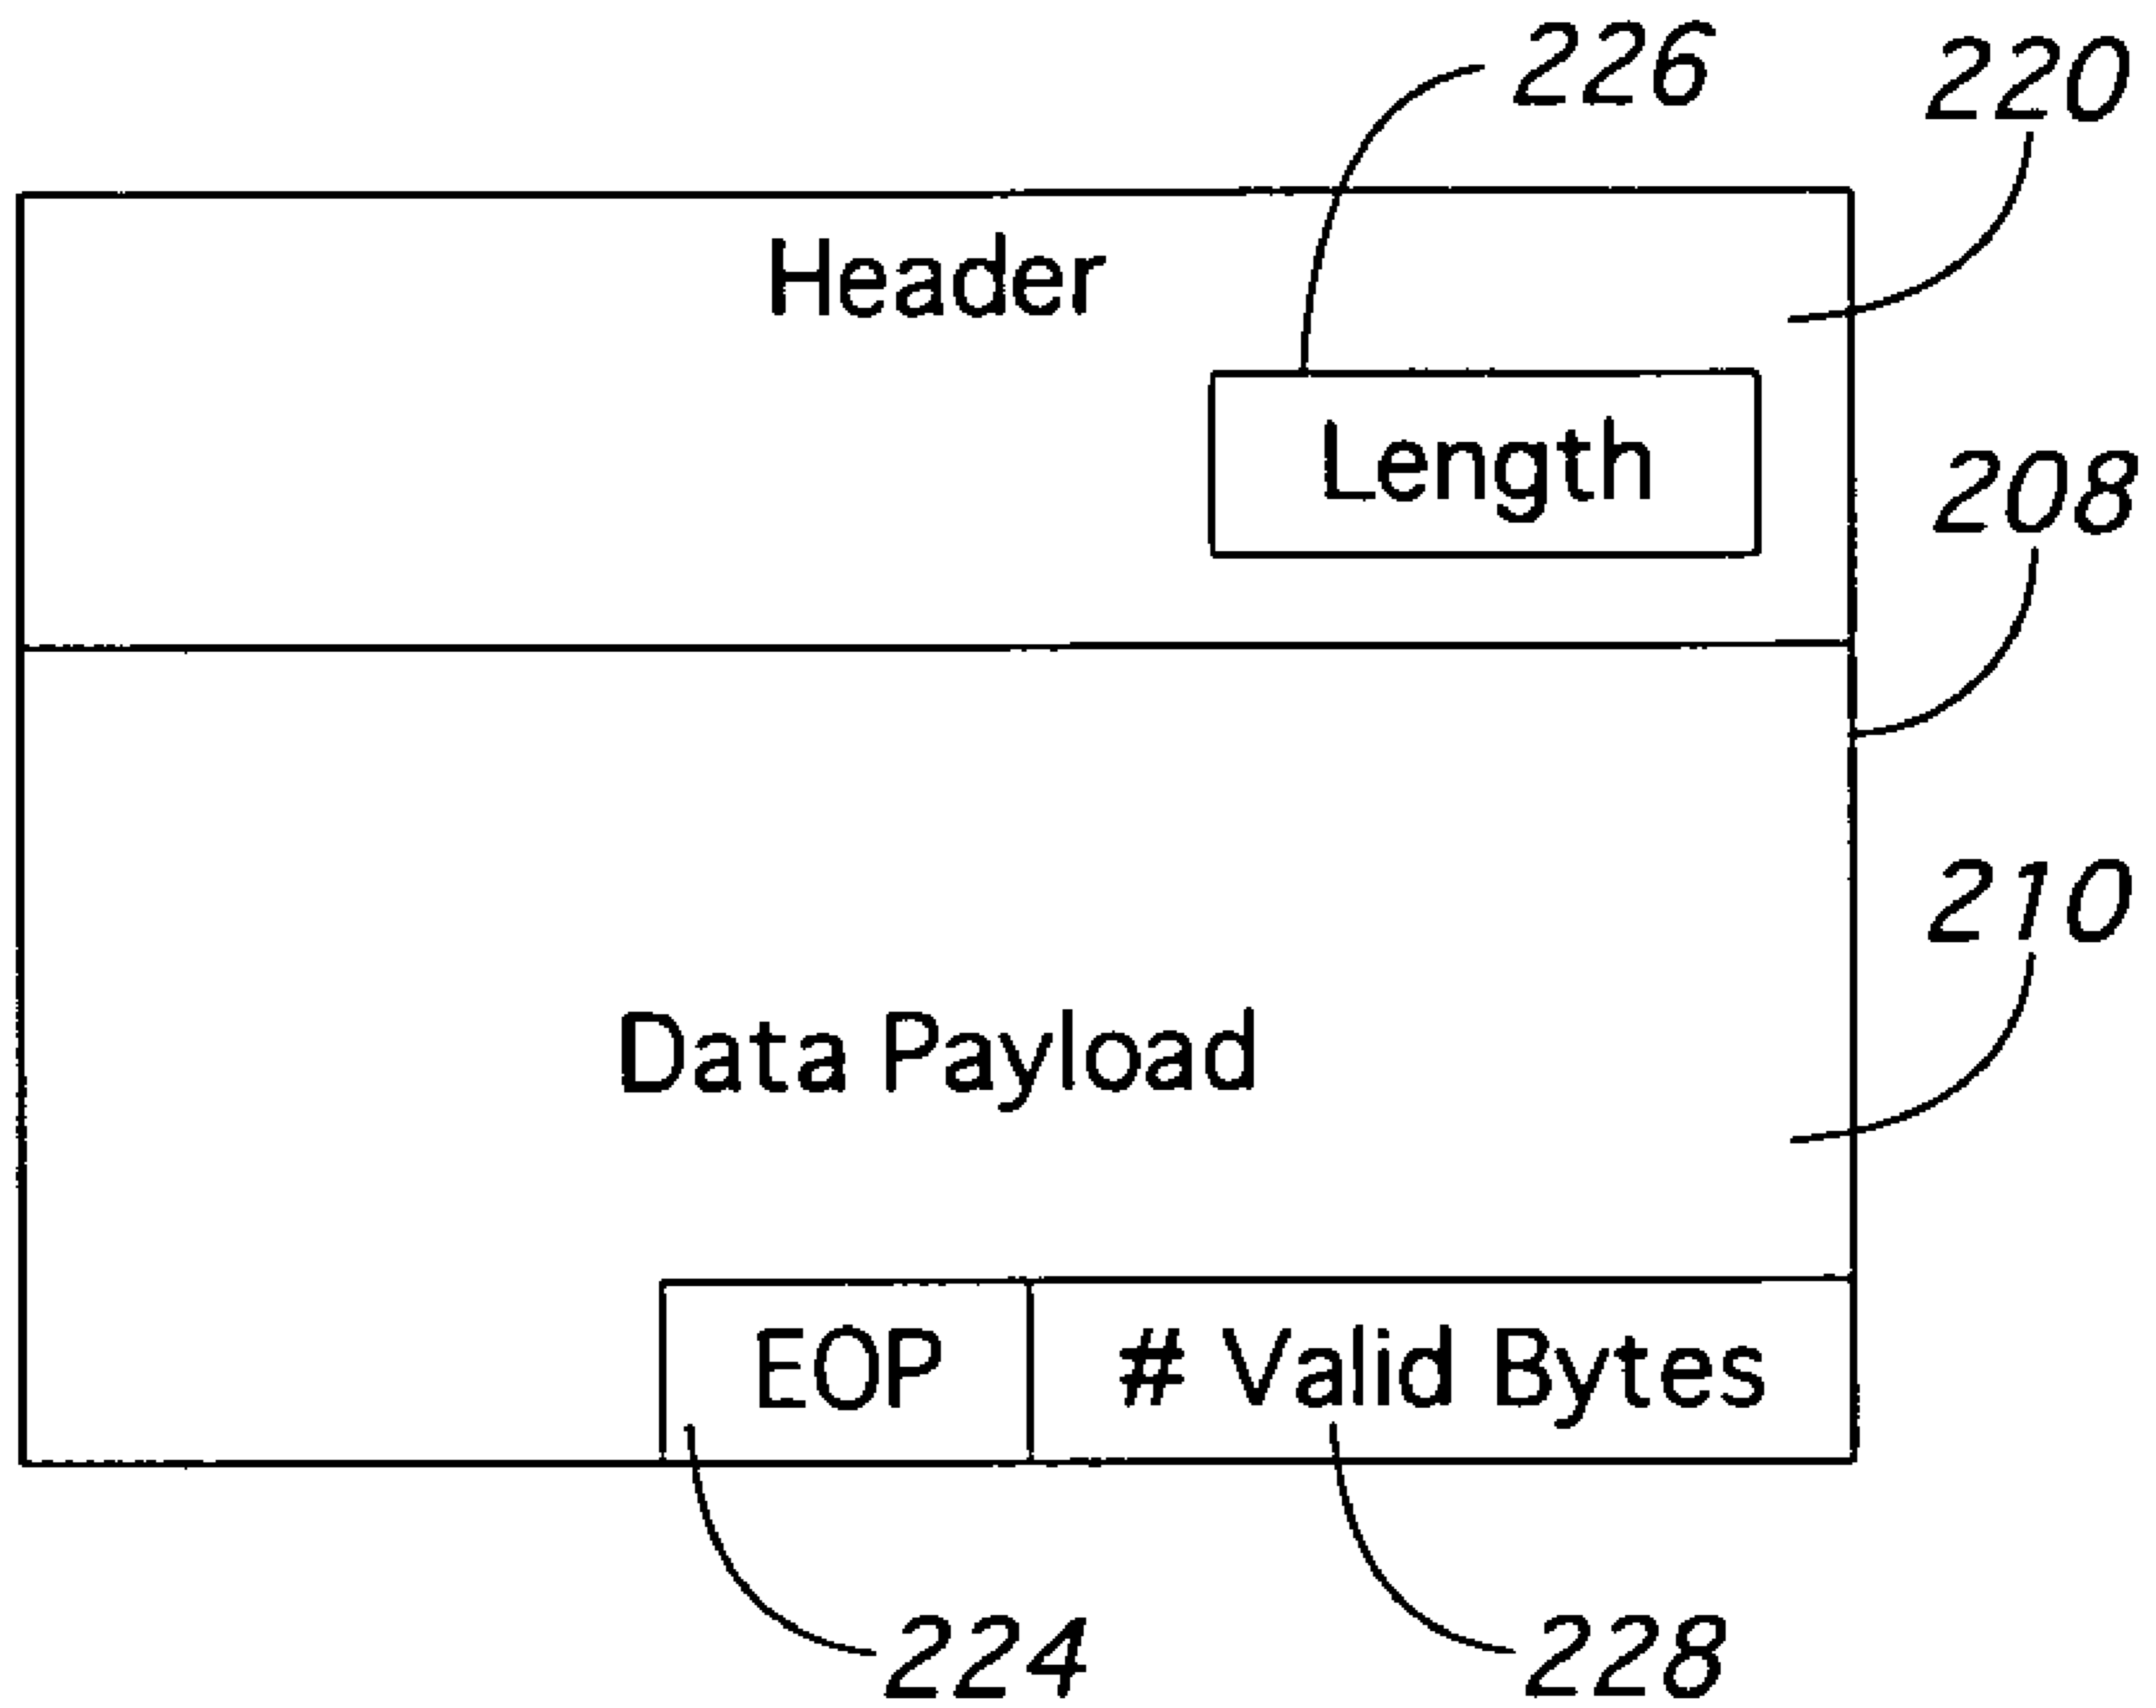 226
220
Header
Length
208
210
Data Payload
EOP # Valid Bytes
224 228